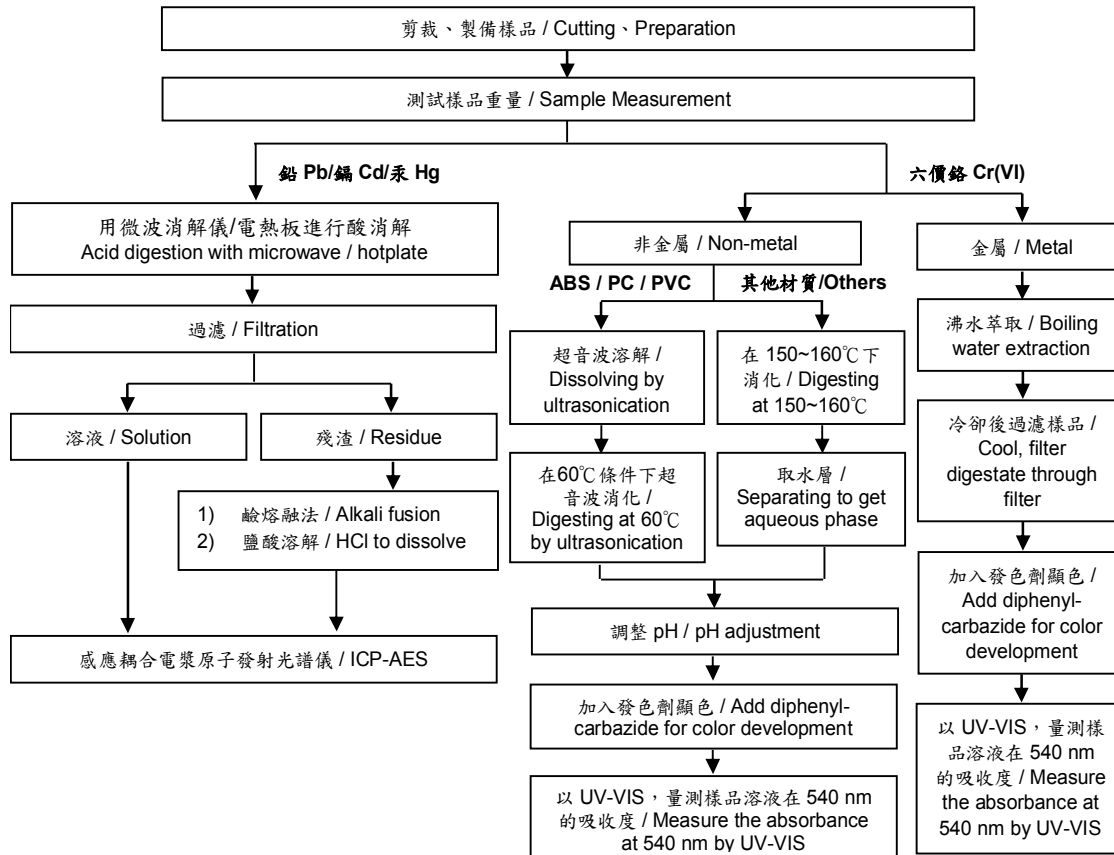 剪裁、製備樣品 / Cutting、Preparation
測試樣品重量 / Sample Measurement
鉛 Pb/鎘 Cd/汞 Hg
六價鉻 Cr(VI)
用微波消解儀/電熱板進行酸消解
Acid digestion with microwave / hotplate
過濾 / Filtration
溶液 / Solution
殘渣 / Residue
1) 鹼熔融法 / Alkali fusion
2) 鹽酸溶解 / HCl to dissolve
感應耦合電漿原子發射光譜儀 / ICP-AES
非金屬 / Non-metal
ABS / PC / PVC
其他材質/Others
超音波溶解 /
Dissolving by
ultrasonication
在60℃條件下超
音波消化 /
Digesting at 60℃
by ultrasonication
在 150~160℃下
消化 / Digesting
at 150~160℃
取水層 /
Separating to get
aqueous phase
調整 pH / pH adjustment
加入發色劑顯色 / Add diphenyl-
carbazide for color development
以 UV-VIS，量測樣品溶液在 540 nm
的吸收度 / Measure the absorbance
at 540 nm by UV-VIS
金屬 / Metal
沸水萃取 / Boiling
water extraction
冷卻後過濾樣品 /
Cool, filter
digestate through
filter
加入發色劑顯色 /
Add diphenyl-
carbazide for color
development
以 UV-VIS，量測樣
品溶液在 540 nm
的吸收度 / Measure
the absorbance at
540 nm by UV-VIS